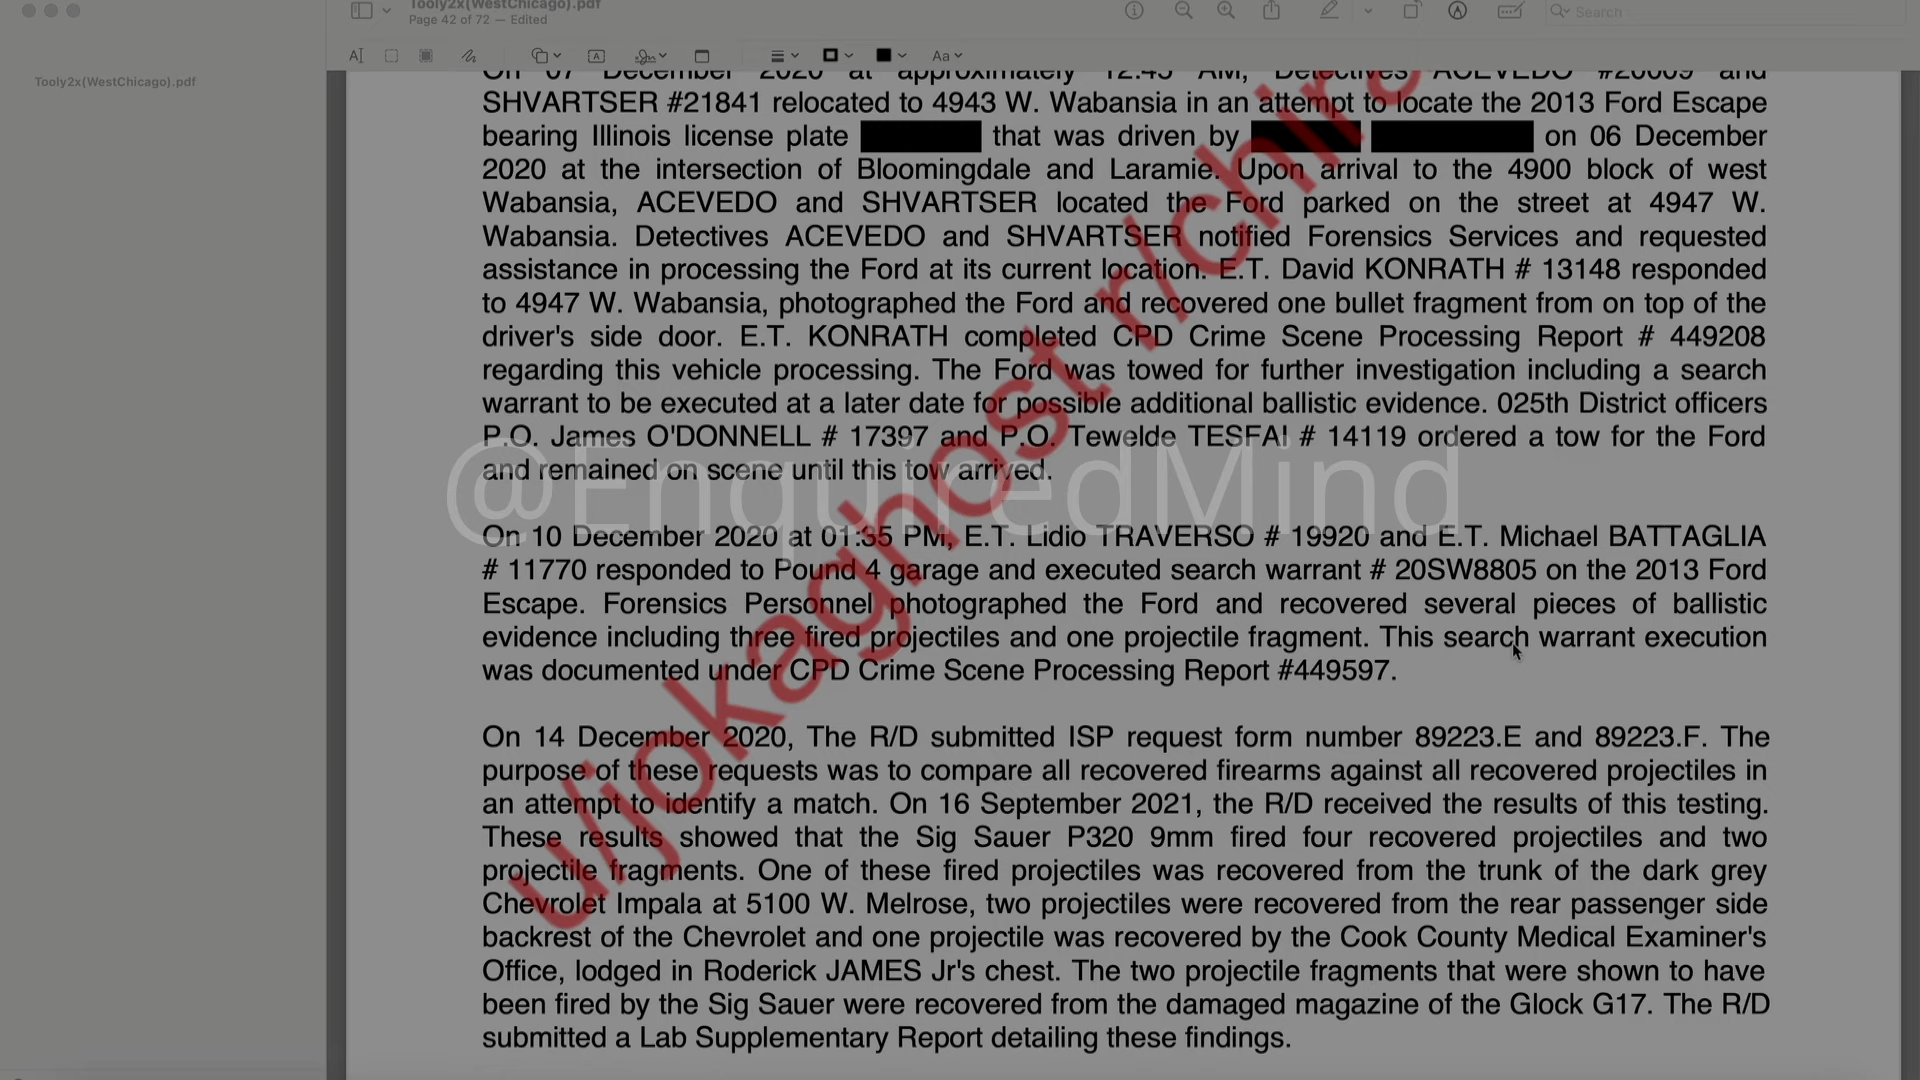 Tooly2x(WestChicago).pdf
Page 42 of 72 — Edited
Search
Aa
Tooly2x(WestChicago).pdf
On 07 December 2020 at approximately 12:45 AM, Detectives ACEVEDO #20009 and
SHVARTSER #21841 relocated to 4943 W. Wabansia in an attempt to locate the 2013 Ford Escape
bearing Illinois license plate that was driven by on 06 December
2020 at the intersection of Bloomingdale and Laramie. Upon arrival to the 4900 block of west
Wabansia, ACEVEDO and SHVARTSER located the Ford parked on the street at 4947 W.
Wabansia. Detectives ACEVEDO and SHVARTSER notified Forensics Services and requested
assistance in processing the Ford at its current location. E.T. David KONRATH # 13148 responded
to 4947 W. Wabansia, photographed the Ford and recovered one bullet fragment from on top of the
driver's side door. E.T. KONRATH completed CPD Crime Scene Processing Report # 449208
regarding this vehicle processing. The Ford was towed for further investigation including a search
warrant to be executed at a later date for possible additional ballistic evidence. 025th District officers
P.O. James O'DONNELL # 17397 and P.O. Tewelde TESFAI # 14119 ordered a tow for the Ford
and remained on scene until this tow arrived.
@EnquiredMind
On 10 December 2020 at 01:35 PM, E.T. Lidio TRAVERSO # 19920 and E.T. Michael BATTAGLIA
# 11770 responded to Pound 4 garage and executed search warrant # 20SW8805 on the 2013 Ford
Escape. Forensics Personnel photographed the Ford and recovered several pieces of ballistic
evidence including three fired projectiles and one projectile fragment. This search warrant execution
was documented under CPD Crime Scene Processing Report #449597.
On 14 December 2020, The R/D submitted ISP request form number 89223.E and 89223.F. The
purpose of these requests was to compare all recovered firearms against all recovered projectiles in
an attempt to identify a match. On 16 September 2021, the R/D received the results of this testing.
These results showed that the Sig Sauer P320 9mm fired four recovered projectiles and two
projectile fragments. One of these fired projectiles was recovered from the trunk of the dark grey
Chevrolet Impala at 5100 W. Melrose, two projectiles were recovered from the rear passenger side
backrest of the Chevrolet and one projectile was recovered by the Cook County Medical Examiner's
Office, lodged in Roderick JAMES Jr's chest. The two projectile fragments that were shown to have
been fired by the Sig Sauer were recovered from the damaged magazine of the Glock G17. The R/D
submitted a Lab Supplementary Report detailing these findings.
u/jokaghost